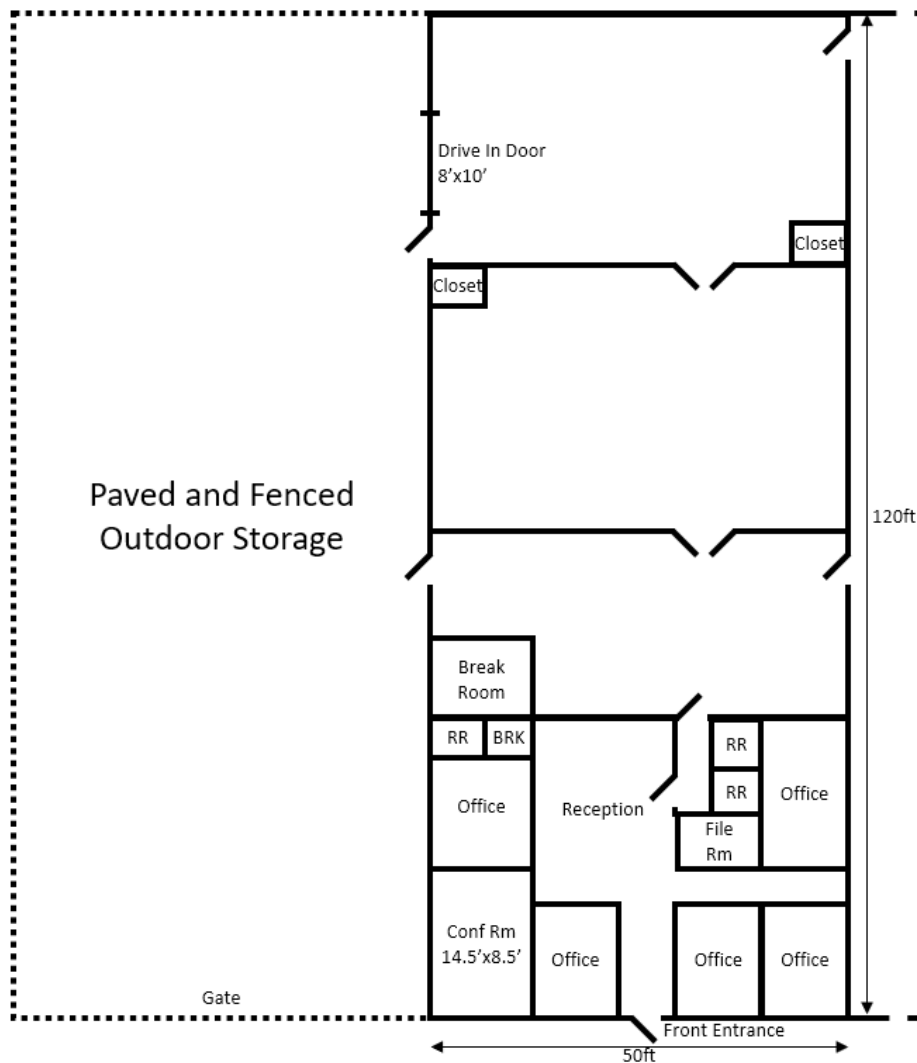 Drive In Door
8’x10’
Closet
Closet
Paved and Fenced
Outdoor Storage
120ft
Break
Room
RR
BRK
RR
Office
Reception
RR
Office
File
Rm
Conf Rm
14.5’x8.5’
Office
Office
Office
Gate
Front Entrance
50ft